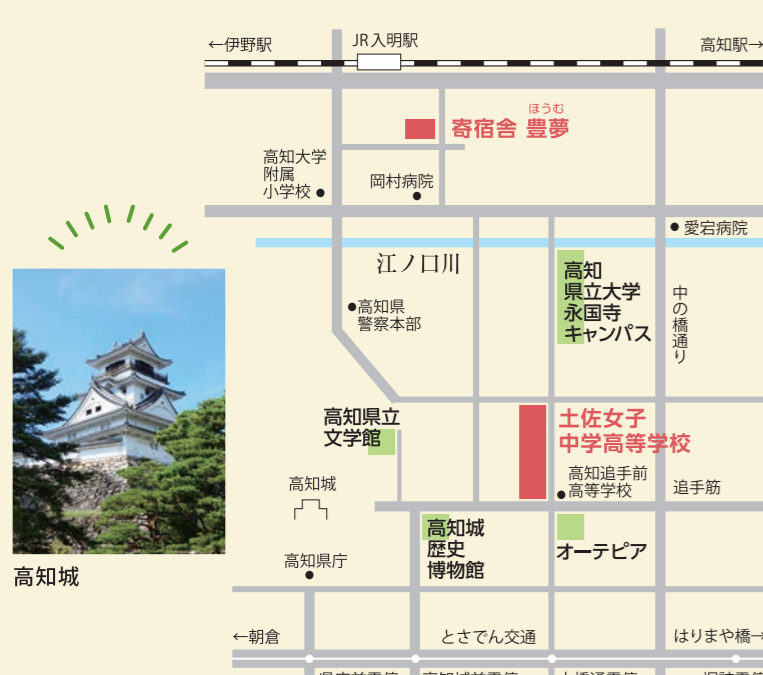 ←伊野駅
JR入明駅
高知駅→
ほうむ
寄宿舎 豊夢
高知大学
附属
小学校
岡村病院
愛宕病院
江ノ口川
高知
県立大学
永国寺
キャンパス
中の橋通り
高知県
警察本部
高知県立
文学館
土佐女子
中学高等学校
高知追手前
高等学校
追手筋
高知城
高知城
歴史
博物館
オーテピア
高知県庁
高知城
←朝倉
とさでん交通
はりまや橋→